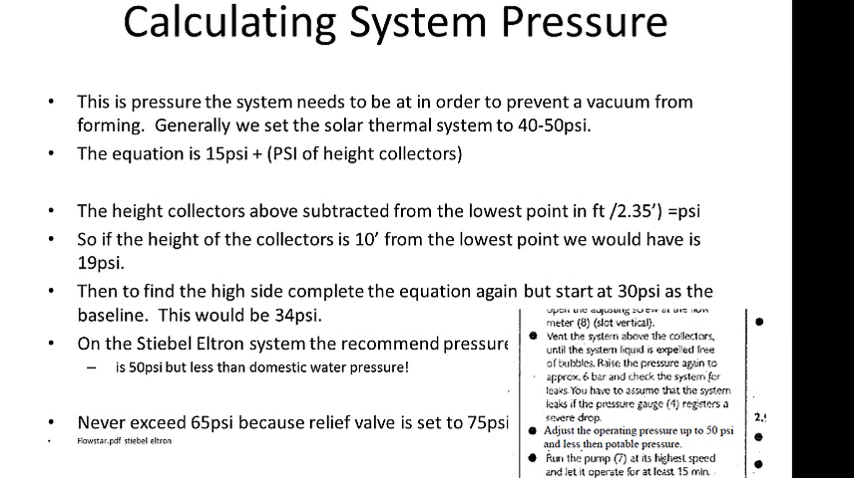 Calculating System Pressure
• This is pressure the system needs to be at in order to prevent a vacuum from
forming. Generally we set the solar thermal system to 40-50psi.
• The equation is 15psi + (PSI of height collectors)
• The height collectors above subtracted from the lowest point in ft /2.35’) =psi
• So if the height of the collectors is 10’ from the lowest point we would have is
19psi.
• Then to find the high side complete the equation again but start at 30psi as the
baseline. This would be 34psi.
• On the Stiebel Eltron system the recommend pressure
– is 50psi but less than domestic water pressure!
• Never exceed 65psi because relief valve is set to 75psi
• Flowstar.pdf stiebel eltron
meter (8) (slot vertical).
● Vent the system above the collectors,
until the system liquid is expelled free
of bubbles. Raise the pressure again to
approx. 6 bar and check the system for
leaks. You have to assume that the system
leaks if the pressure gauge (4) registers a
severe drop.
● Adjust the operating pressure up to 50 psi
and less then potable pressure.
● Run the pump (7) at its highest speed
and let it operate for at least 15 min.